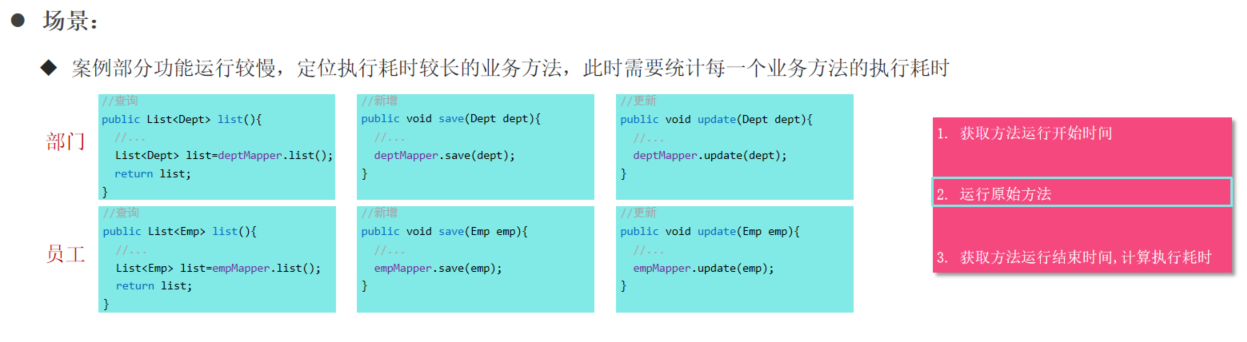 ● 场景：
◆ 案例部分功能运行较慢，定位执行耗时较长的业务方法，此时需要统计每一个业务方法的执行耗时
部门
//查询
public List<Dept> list(){
//...
List<Dept> list=deptMapper.list();
return list;
}
//新增
public void save(Dept dept){
//...
deptMapper.save(dept);
}
//更新
public void update(Dept dept){
//...
deptMapper.update(dept);
}
员工
//查询
public List<Emp> list(){
//...
List<Emp> list=empMapper.list();
return list;
}
//新增
public void save(Emp emp){
//...
empMapper.save(emp);
}
//更新
public void update(Emp emp){
//...
empMapper.update(emp);
}
1. 获取方法运行开始时间
2. 运行原始方法
3. 获取方法运行结束时间,计算执行耗时